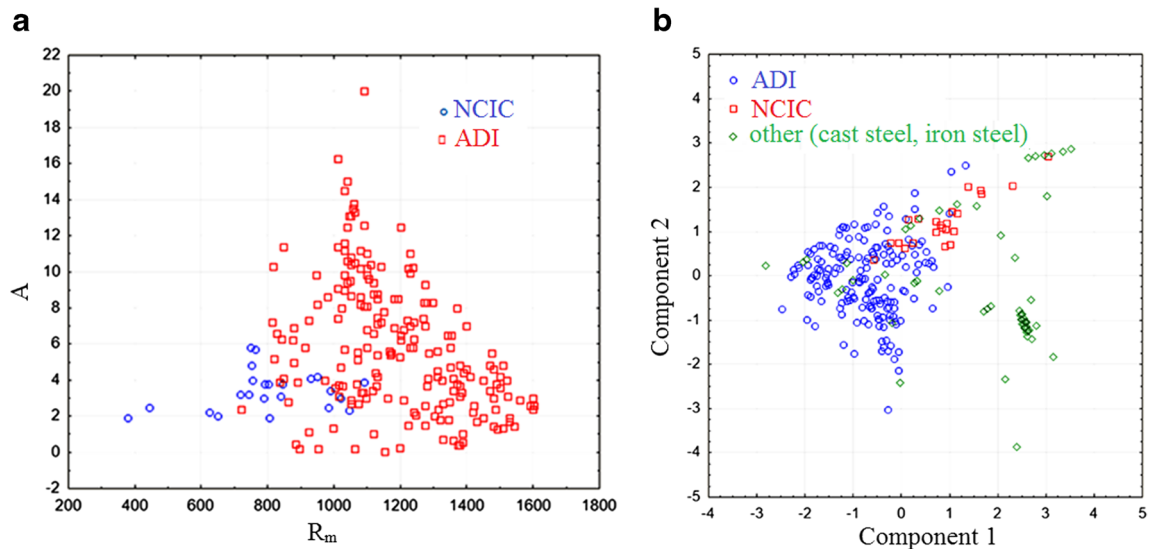 a
22
20
18
16
14
12
10
8
6
4
2
0
-2
A
200 400 600 800 1000 1200 1400 1600 1800
Rm
NCIC
ADI
b
5
4
3
2
1
0
-1
-2
-3
-4
-5
Component 2
-4 -3 -2 -1 0 1 2 3 4 5
Component 1
ADI
NCIC
other (cast steel, iron steel)